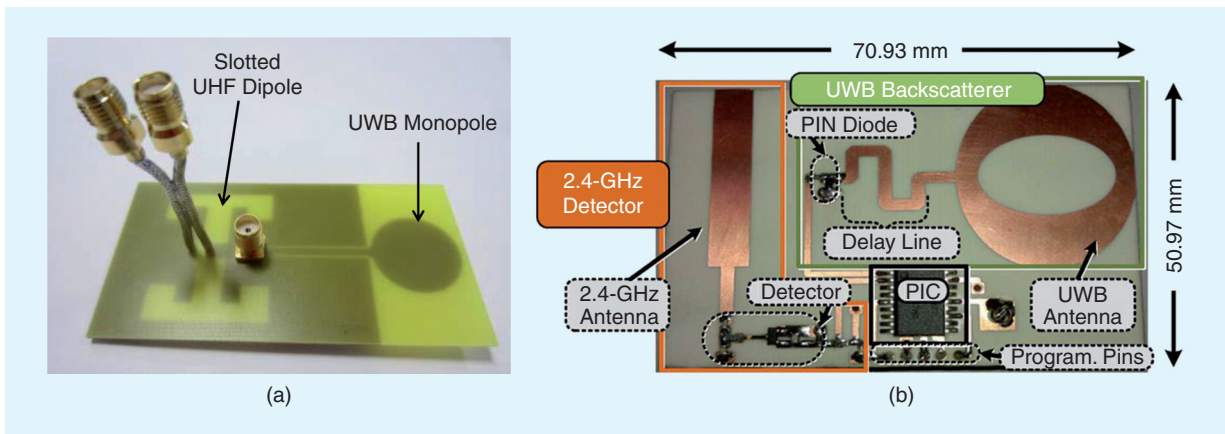 Slotted
UHF Dipole
UWB Monopole
(a)
70.93 mm
UWB Backscatterer
PIN Diode
2.4-GHz
Detector
Delay Line
50.97 mm
2.4-GHz
Antenna
Detector
PIC
UWB
Antenna
Program. Pins
(b)